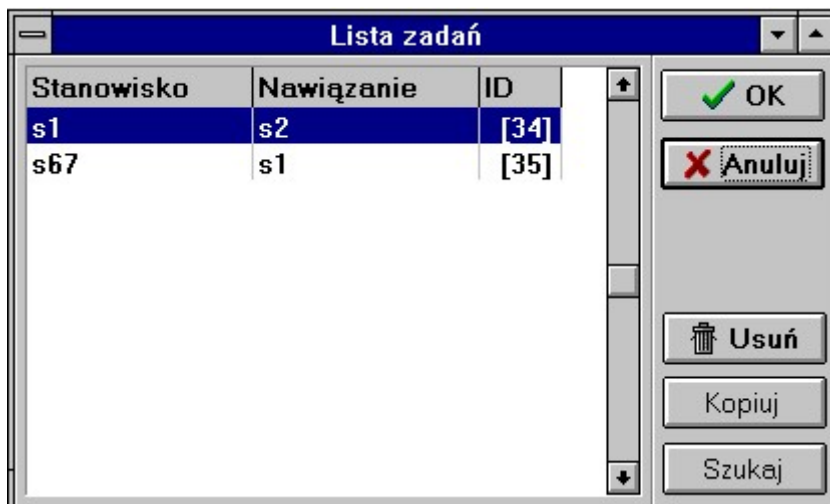 Lista zadań
Stanowisko Nawiązanie ID
s1 s2 [34]
s67 s1 [35]
OK
Anuluj
Usuń
Kopiuj
Szukaj